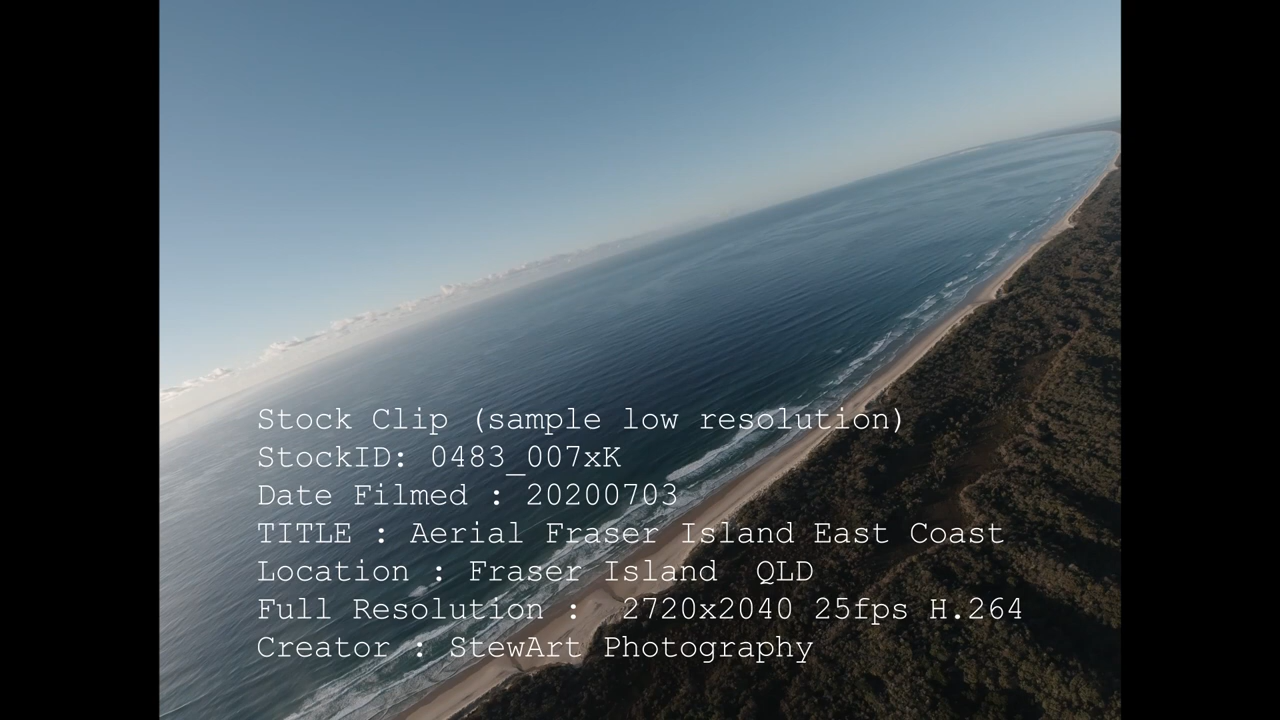 Stock Clip (sample low resolution)
StockID: 0483_007xK
Date Filmed : 20200703
TITLE : Aerial Fraser Island East Coast
Location : Fraser Island  QLD
Full Resolution :  2720x2040 25fps H.264
Creator : StewArt Photography